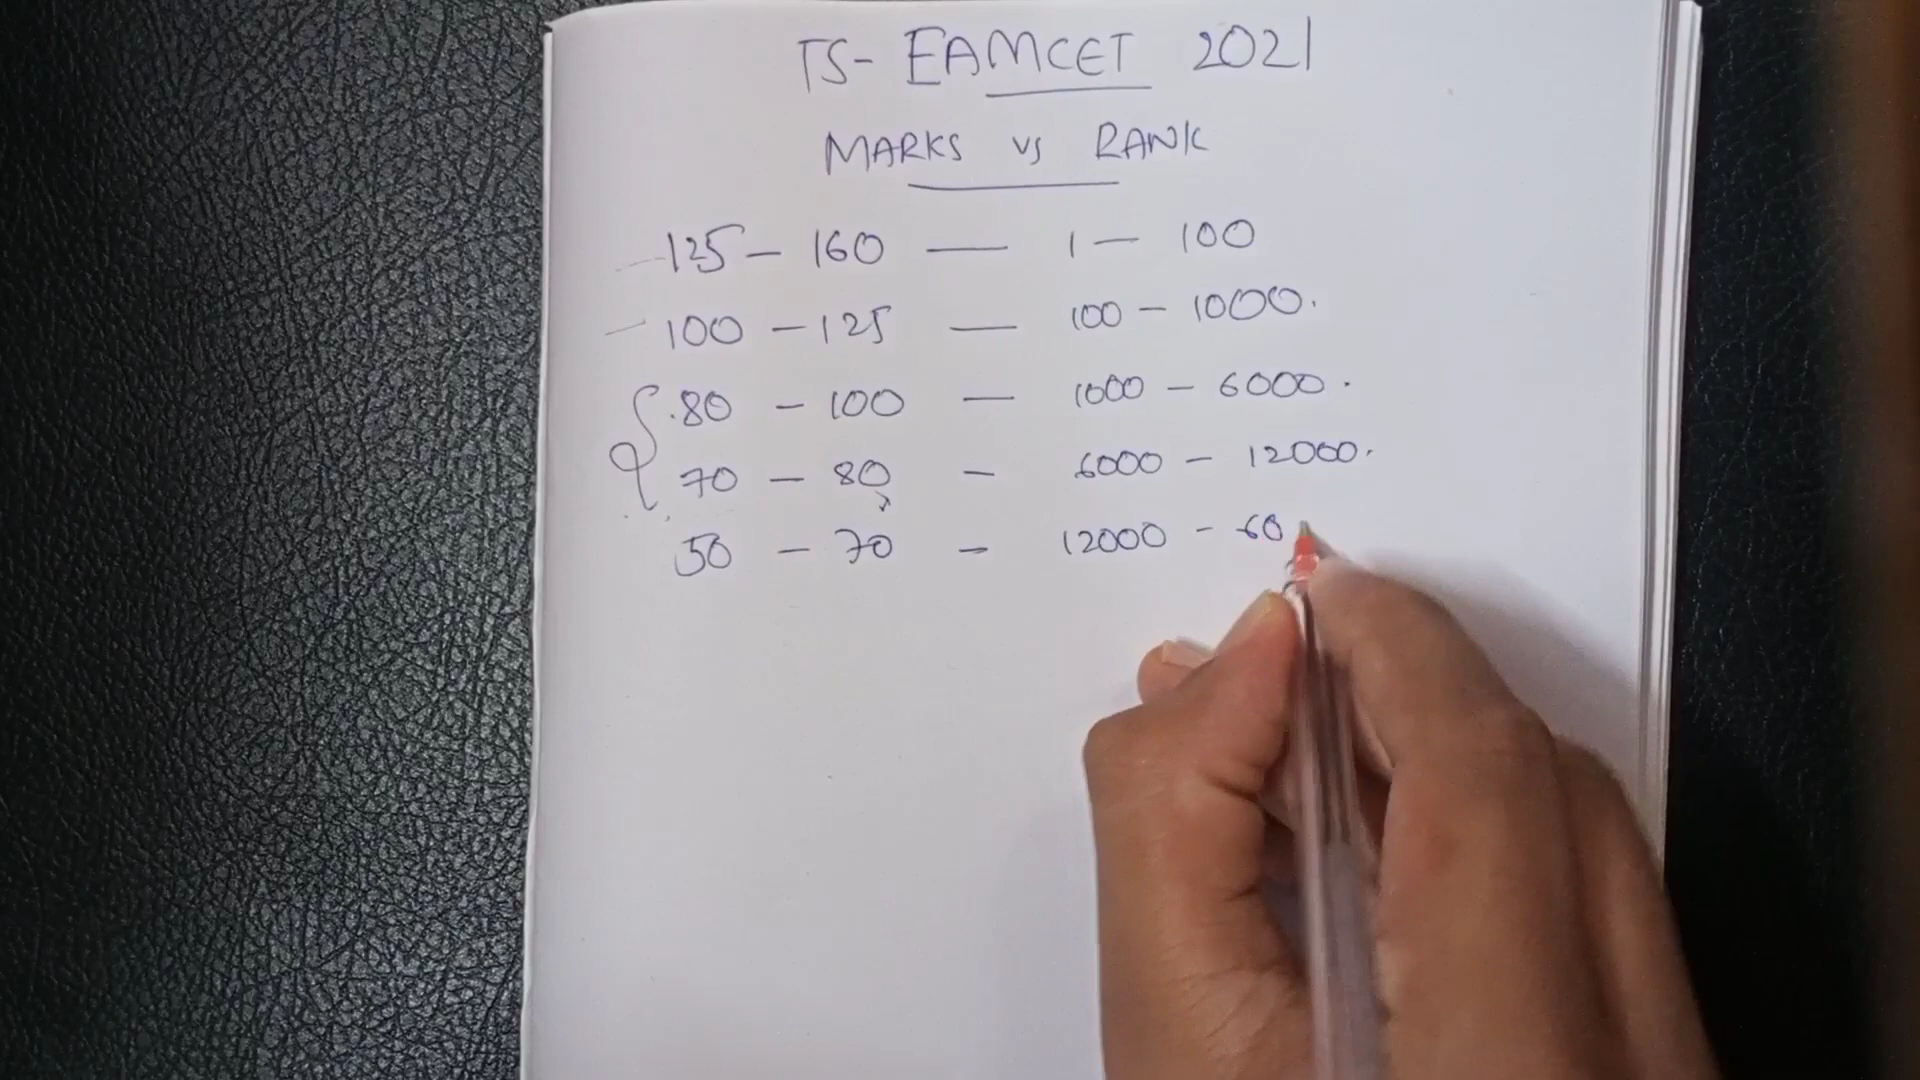 TS- EAMCET 2021
MARKS vs RANK
125 - 160 — 1 - 100
100 - 125 — 100 - 1000.
.80 - 100 — 1000 - 6000.
70 - 80 - 6000 - 12000.
50 - 70 - 12000 - 60